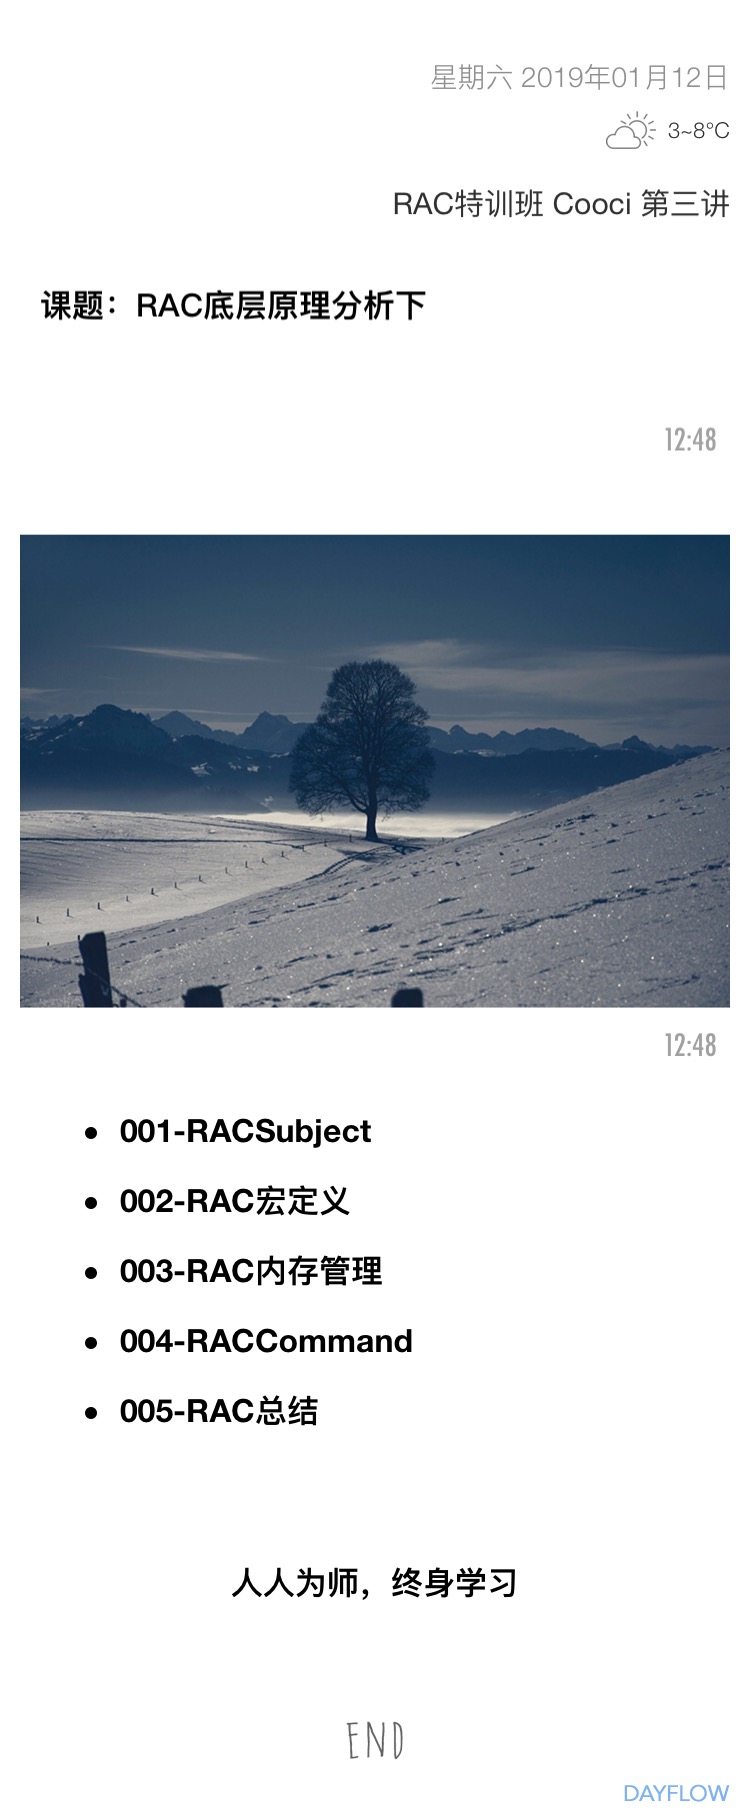 星期六 2019年01月12日
3~8°C
RAC特训班 Cooci 第三讲
课题：RAC底层原理分析下
12:48
12:48
• 001-RACSubject
• 002-RAC宏定义
• 003-RAC内存管理
• 004-RACCommand
• 005-RAC总结
人人为师，终身学习
END
DAYFLOW